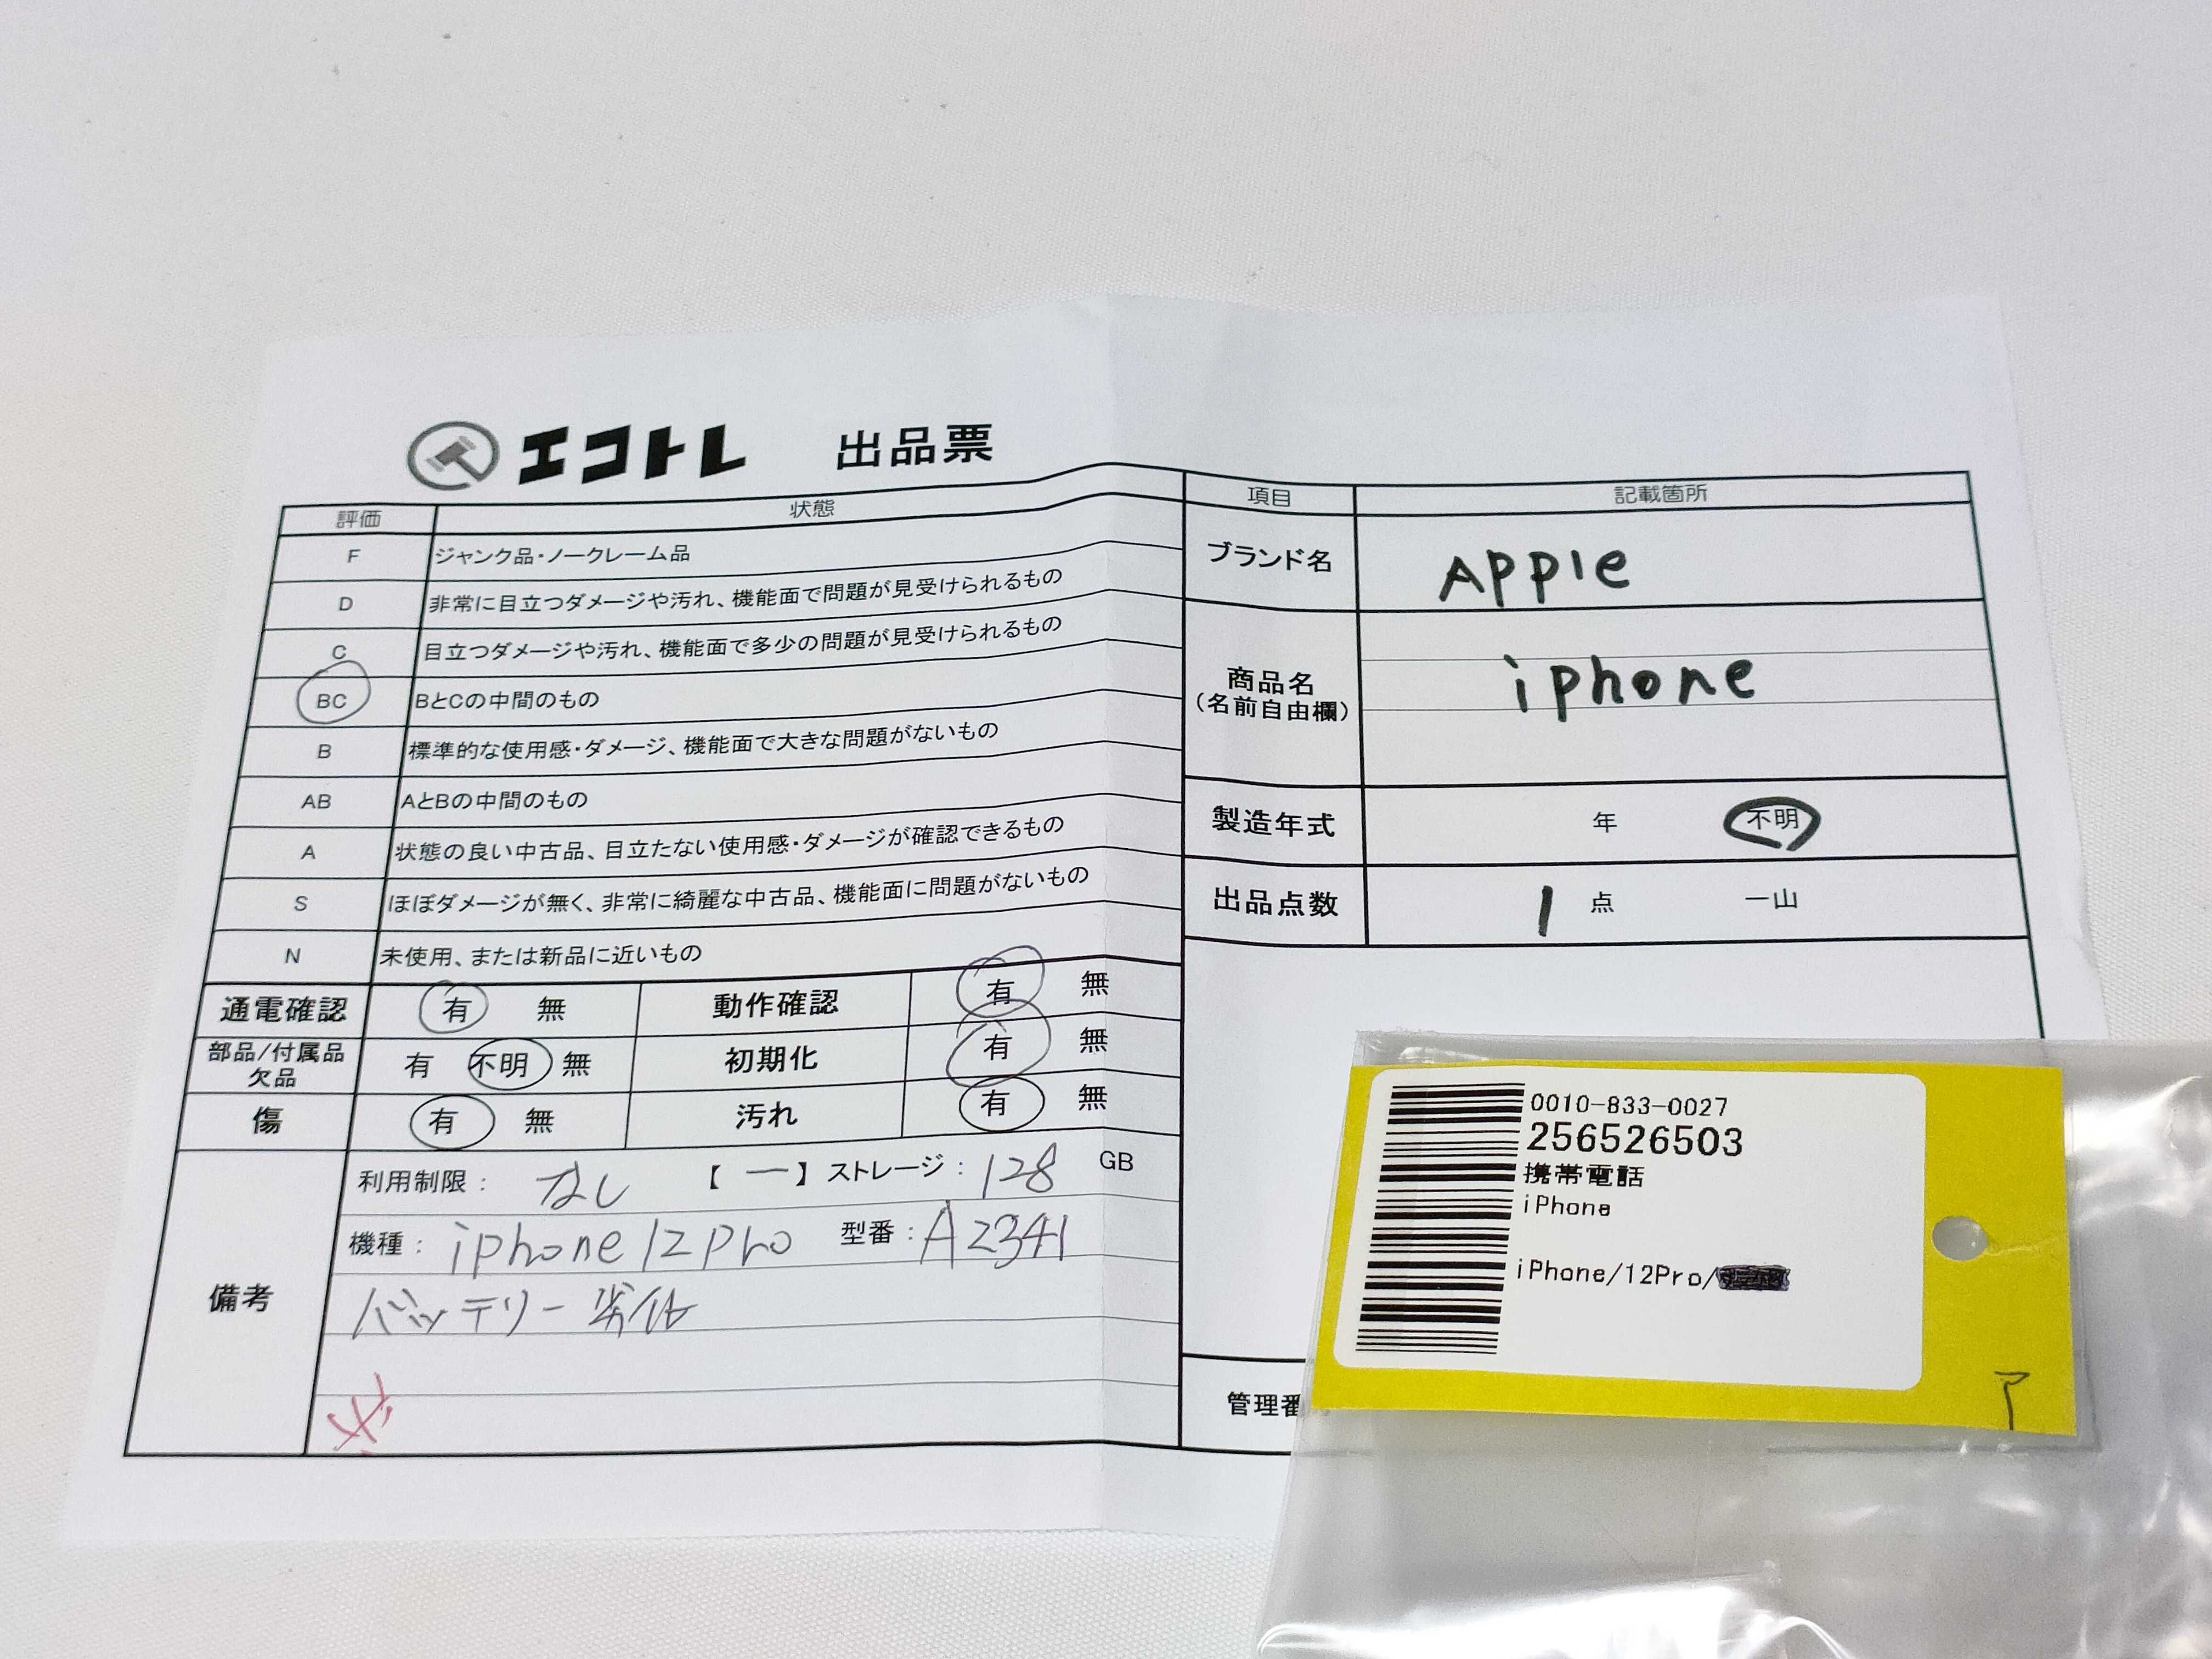 エコトレ 出品票
評価 状態
F ジャンク品・ノークレーム品
D 非常に目立つダメージや汚れ、機能面で問題が見受けられるもの
C 目立つダメージや汚れ、機能面で多少の問題が見受けられるもの
BC BとCの中間のもの
B 標準的な使用感・ダメージ、機能面で大きな問題がないもの
AB AとBの中間のもの
A 状態の良い中古品、目立たない使用感・ダメージが確認できるもの
S ほぼダメージが無く、非常に綺麗な中古品、機能面に問題がないもの
N 未使用、または新品に近いもの
通電確認 有 無 動作確認 有 無
部品/付属品
欠品 有 不明 無 初期化 有 無
傷 有 無 汚れ 有 無
備考
利用制限： なし 【 ー 】 ストレージ： 128 GB
機種： iphone 12 pro 型番： A2341
バッテリー劣化
項目 記載箇所
ブランド名 Apple
商品名
（名前自由欄） iphone
製造年式 年 不明
出品点数 1 点 一山
管理番
0010-833-0027
256526503
携帯電話
iPhone
iPhone/12Pro/
ア